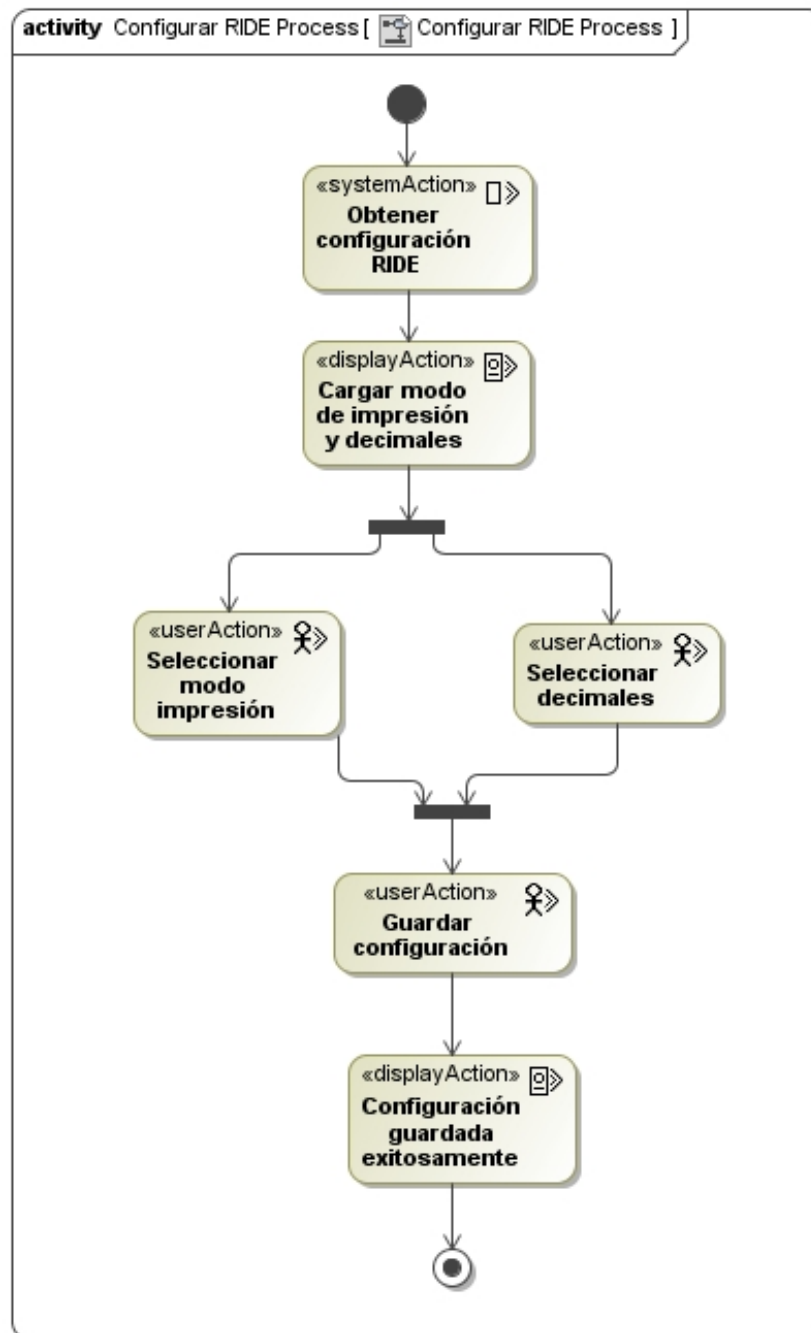 activity Configurar RIDE Process [ Configurar RIDE Process ]
«systemAction»
Obtener
configuración
RIDE
«displayAction»
Cargar modo
de impresión
y decimales
«userAction»
Seleccionar
modo
impresión
«userAction»
Seleccionar
decimales
«userAction»
Guardar
configuración
«displayAction»
Configuración
guardada
exitosamente